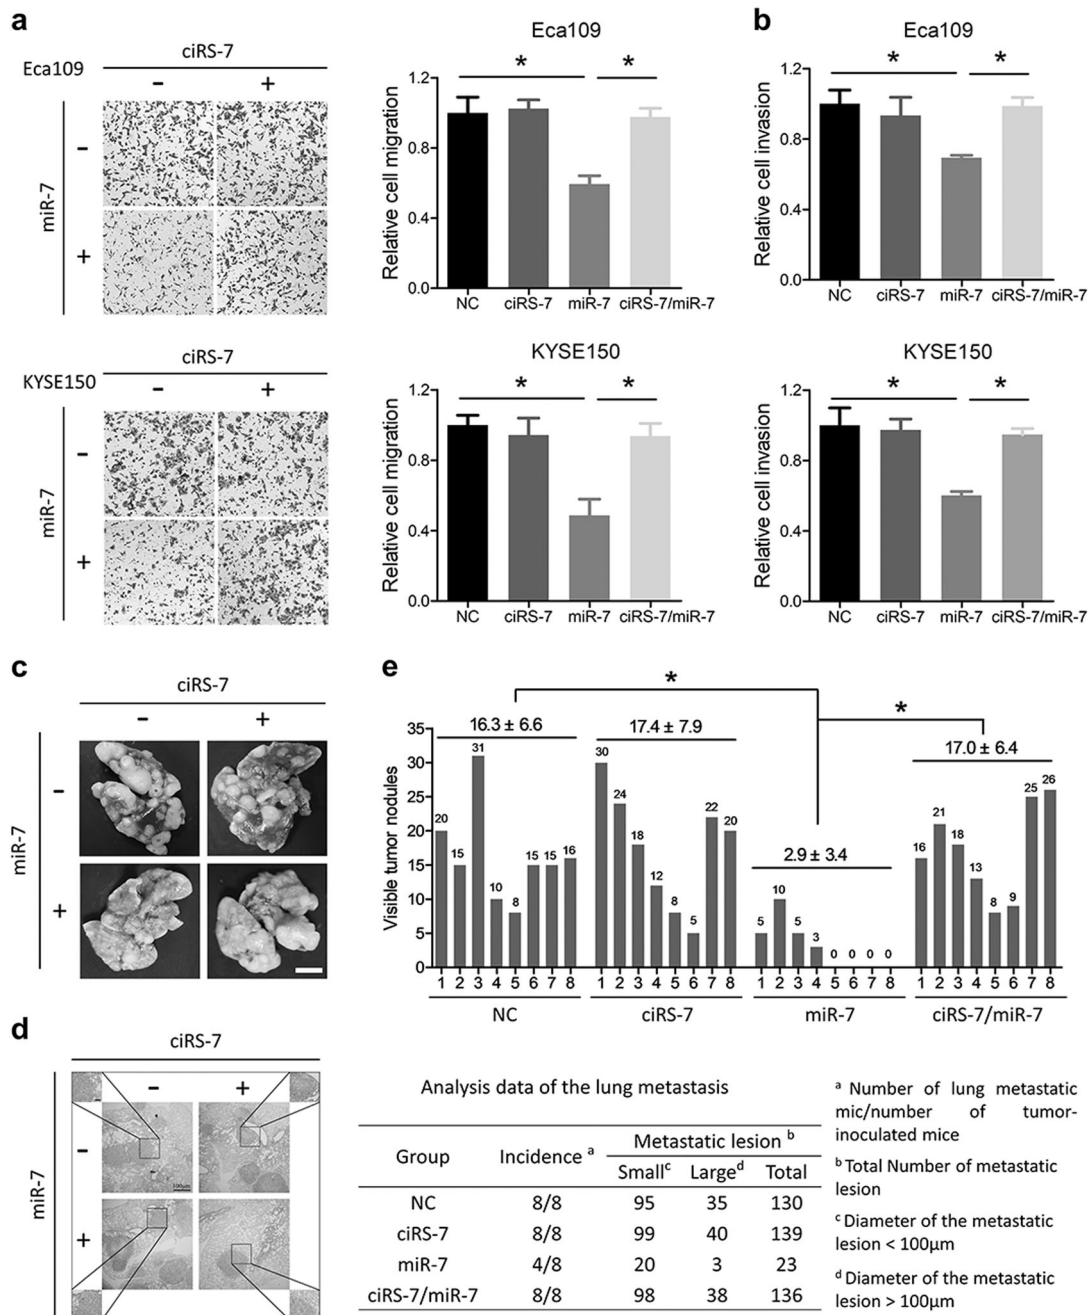 a
ciRS-7
Eca109
− +
miR-7
−
+
Eca109
*
*
Relative cell migration
1.2
0.8
0.4
0.0
NC ciRS-7 miR-7 ciRS-7/miR-7
b
Eca109
*
*
Relative cell invasion
1.2
0.8
0.4
0.0
NC ciRS-7 miR-7 ciRS-7/miR-7
ciRS-7
KYSE150
− +
miR-7
−
+
KYSE150
*
*
Relative cell migration
1.2
0.8
0.4
0.0
NC ciRS-7 miR-7 ciRS-7/miR-7
KYSE150
*
*
Relative cell invasion
1.2
0.8
0.4
0.0
NC ciRS-7 miR-7 ciRS-7/miR-7
c
ciRS-7
− +
miR-7
−
+
e
*
*
Visible tumor nodules
35
30
25
20
15
10
5
0
16.3 ± 6.6
20 15 31 10 8 15 15 16
1 2 3 4 5 6 7 8
NC
17.4 ± 7.9
30 24 18 12 8 5 22 20
1 2 3 4 5 6 7 8
ciRS-7
2.9 ± 3.4
5 10 5 3 0 0 0 0
1 2 3 4 5 6 7 8
miR-7
17.0 ± 6.4
16 21 18 13 8 9 25 26
1 2 3 4 5 6 7 8
ciRS-7/miR-7
d
ciRS-7
− +
miR-7
−
+
100μm
Analysis data of the lung metastasis
Group Incidence a Metastatic lesion b
Smallc Larged Total
NC 8/8 95 35 130
ciRS-7 8/8 99 40 139
miR-7 4/8 20 3 23
ciRS-7/miR-7 8/8 98 38 136
a Number of lung metastatic
mic/number of tumor-
inoculated mice
b Total Number of metastatic
lesion
c Diameter of the metastatic
lesion < 100μm
d Diameter of the metastatic
lesion > 100μm